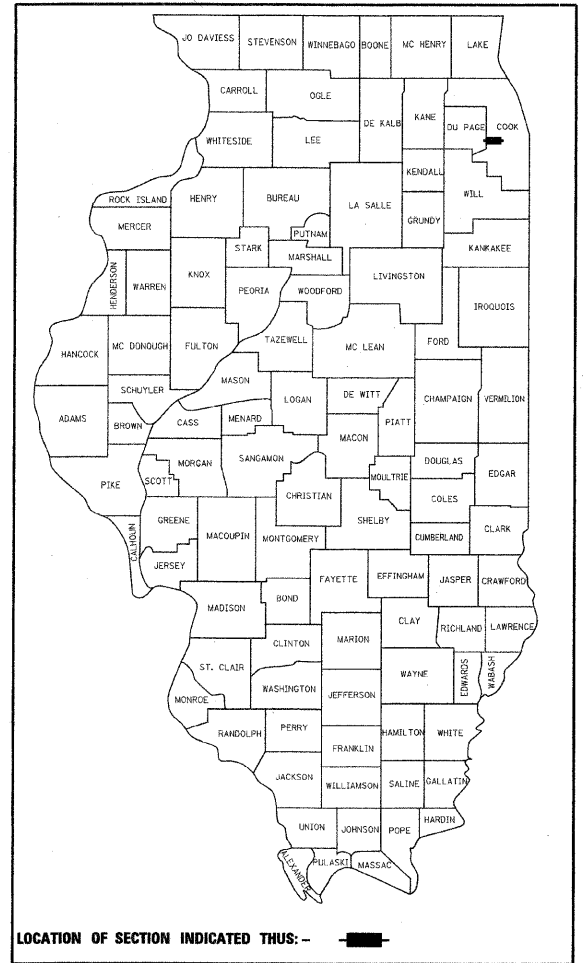 JO DAVIESS STEVENSON WINNEBAGO BOONE MC HENRY LAKE
CARROLL OGLE DE KALB KANE DU PAGE COOK
WHITESIDE LEE KENDALL WILL
ROCK ISLAND HENRY BUREAU LA SALLE GRUNDY
MERCER PUTNAM KANKAKEE
HENDERSON WARREN KNOX STARK MARSHALL LIVINGSTON
PEORIA WOODFORD IROQUOIS
HANCOCK MC DONOUGH FULTON TAZEWELL MC LEAN FORD
SCHUYLER MASON LOGAN DE WITT CHAMPAIGN VERMILION
ADAMS BROWN CASS MENARD MACON PIATT
PIKE SCOTT MORGAN SANGAMON MOULTRIE DOUGLAS EDGAR
CHRISTIAN COLES
CALHOUN GREENE MACOUPIN MONTGOMERY SHELBY CUMBERLAND CLARK
JERSEY FAYETTE EFFINGHAM JASPER CRAWFORD
MADISON BOND CLAY RICHLAND LAWRENCE
CLINTON MARION
ST. CLAIR WASHINGTON WAYNE EDWARDS WABASH
MONROE JEFFERSON
RANDOLPH PERRY FRANKLIN HAMILTON WHITE
JACKSON WILLIAMSON SALINE GALLATIN
UNION JOHNSON POPE HARDIN
ALEXANDER PULASKI MASSAC
LOCATION OF SECTION INDICATED THUS: –